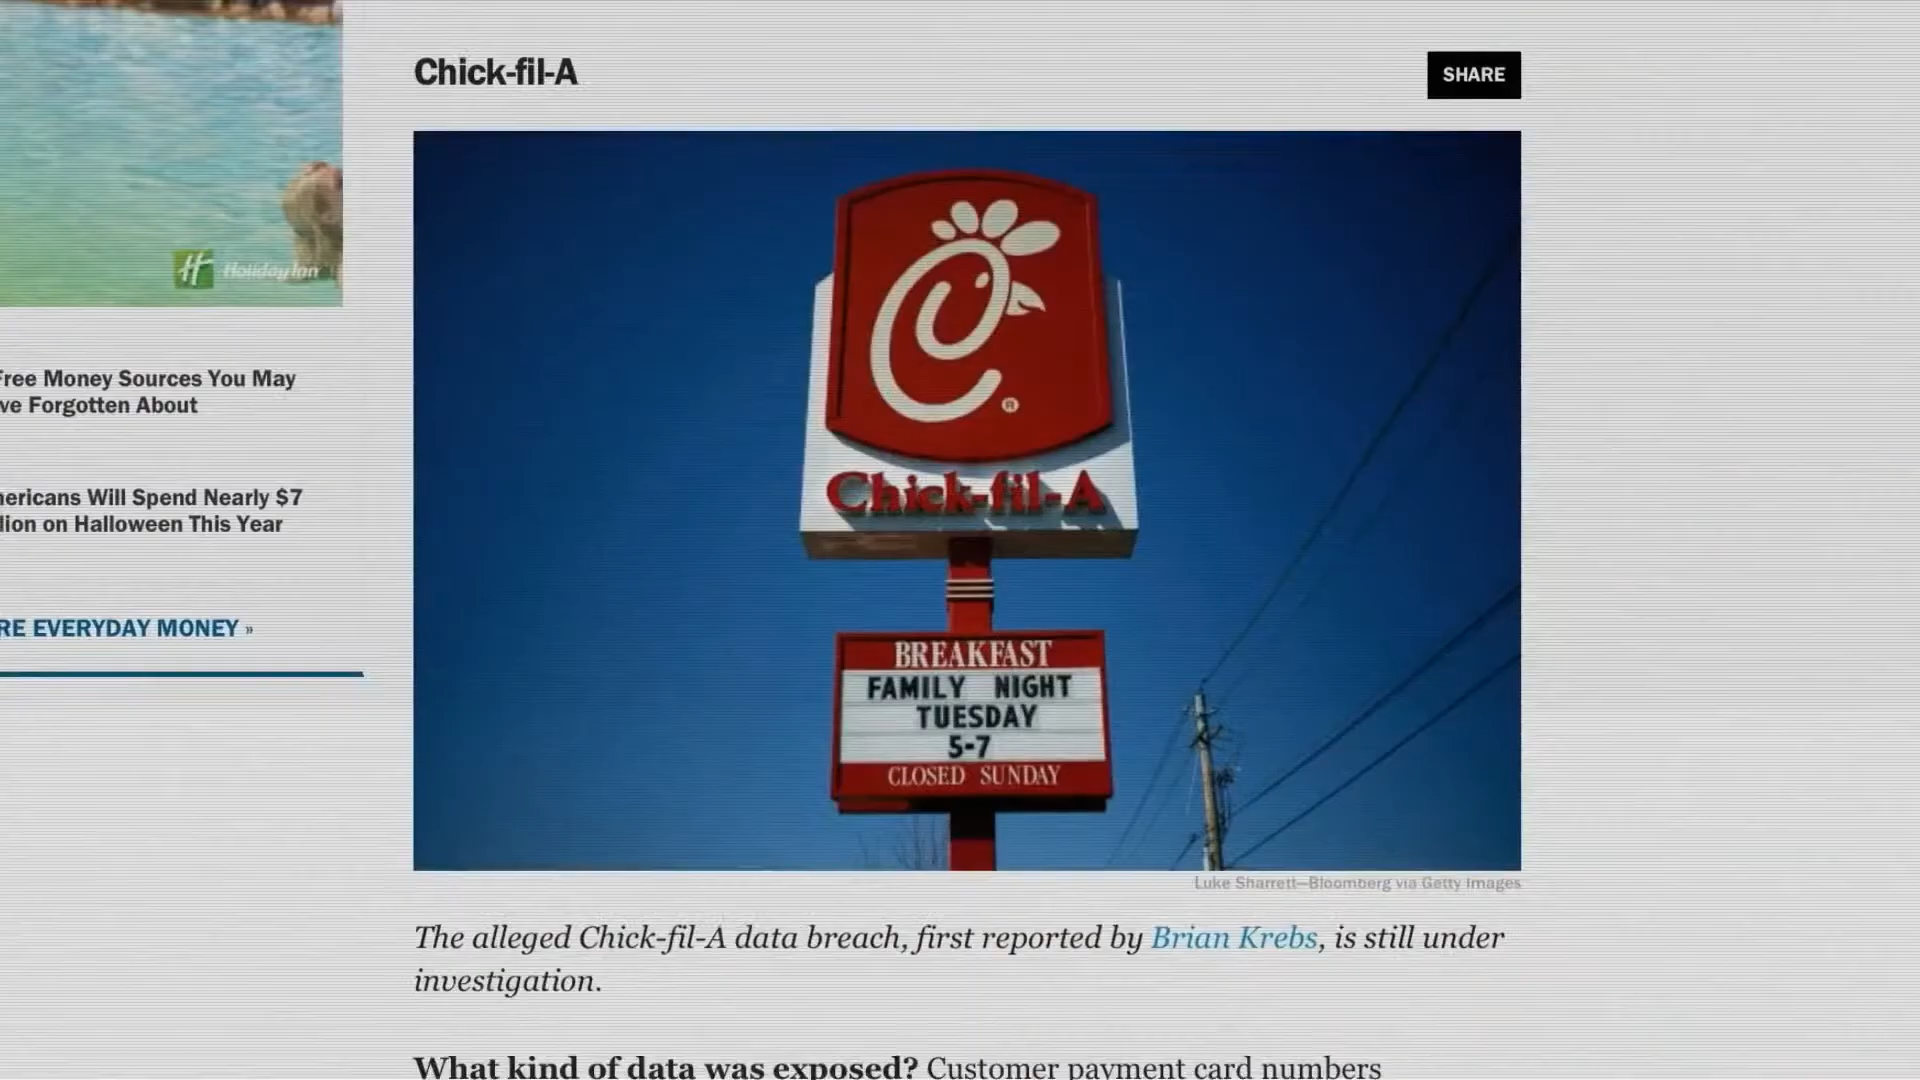 Chick-fil-A
SHARE
Holiday Inn
Free Money Sources You May
ve Forgotten About
ericans Will Spend Nearly $7
lion on Halloween This Year
RE EVERYDAY MONEY »
®
Chick-fil-A
BREAKFAST
FAMILY NIGHT
TUESDAY
5-7
CLOSED SUNDAY
Luke Sharrett—Bloomberg via Getty Images
The alleged Chick-fil-A data breach, first reported by Brian Krebs, is still under
investigation.
What kind of data was exposed? Customer payment card numbers